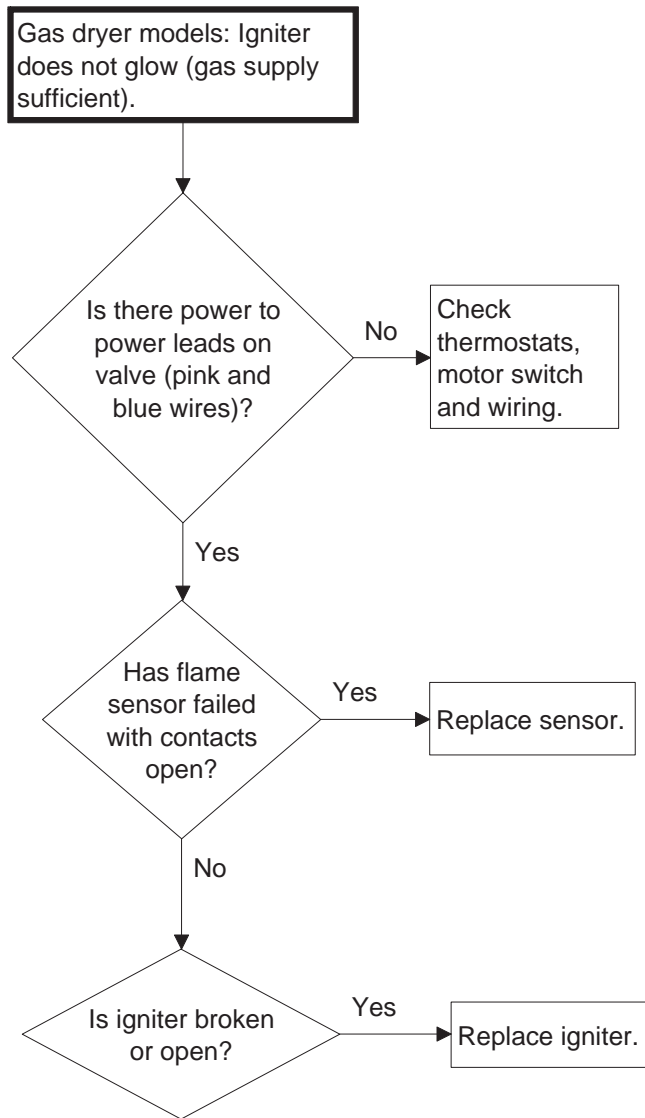 Gas dryer models: Igniter
does not glow (gas supply
sufficient).
Is there power to
power leads on
valve (pink and
blue wires)?
No
Check
thermostats,
motor switch
and wiring.
Yes
Has flame
sensor failed
with contacts
open?
Yes
Replace sensor.
No
Is igniter broken
or open?
Yes
Replace igniter.